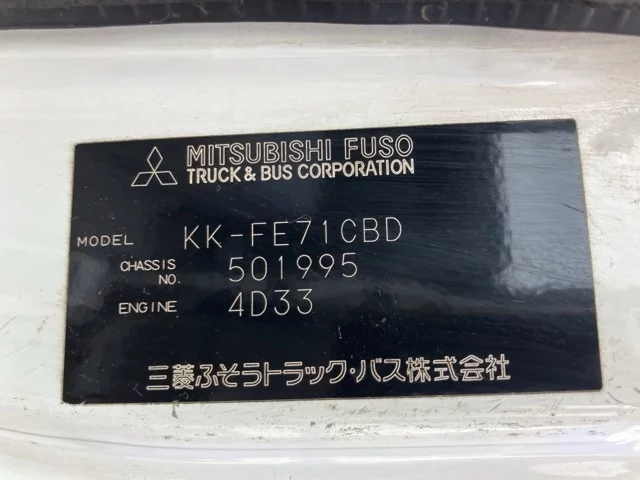 MITSUBISHI FUSO
TRUCK & BUS CORPORATION
MODEL KK-FE71CBD
CHASSIS NO. 501995
ENGINE 4D33
三菱ふそうトラック・バス株式会社